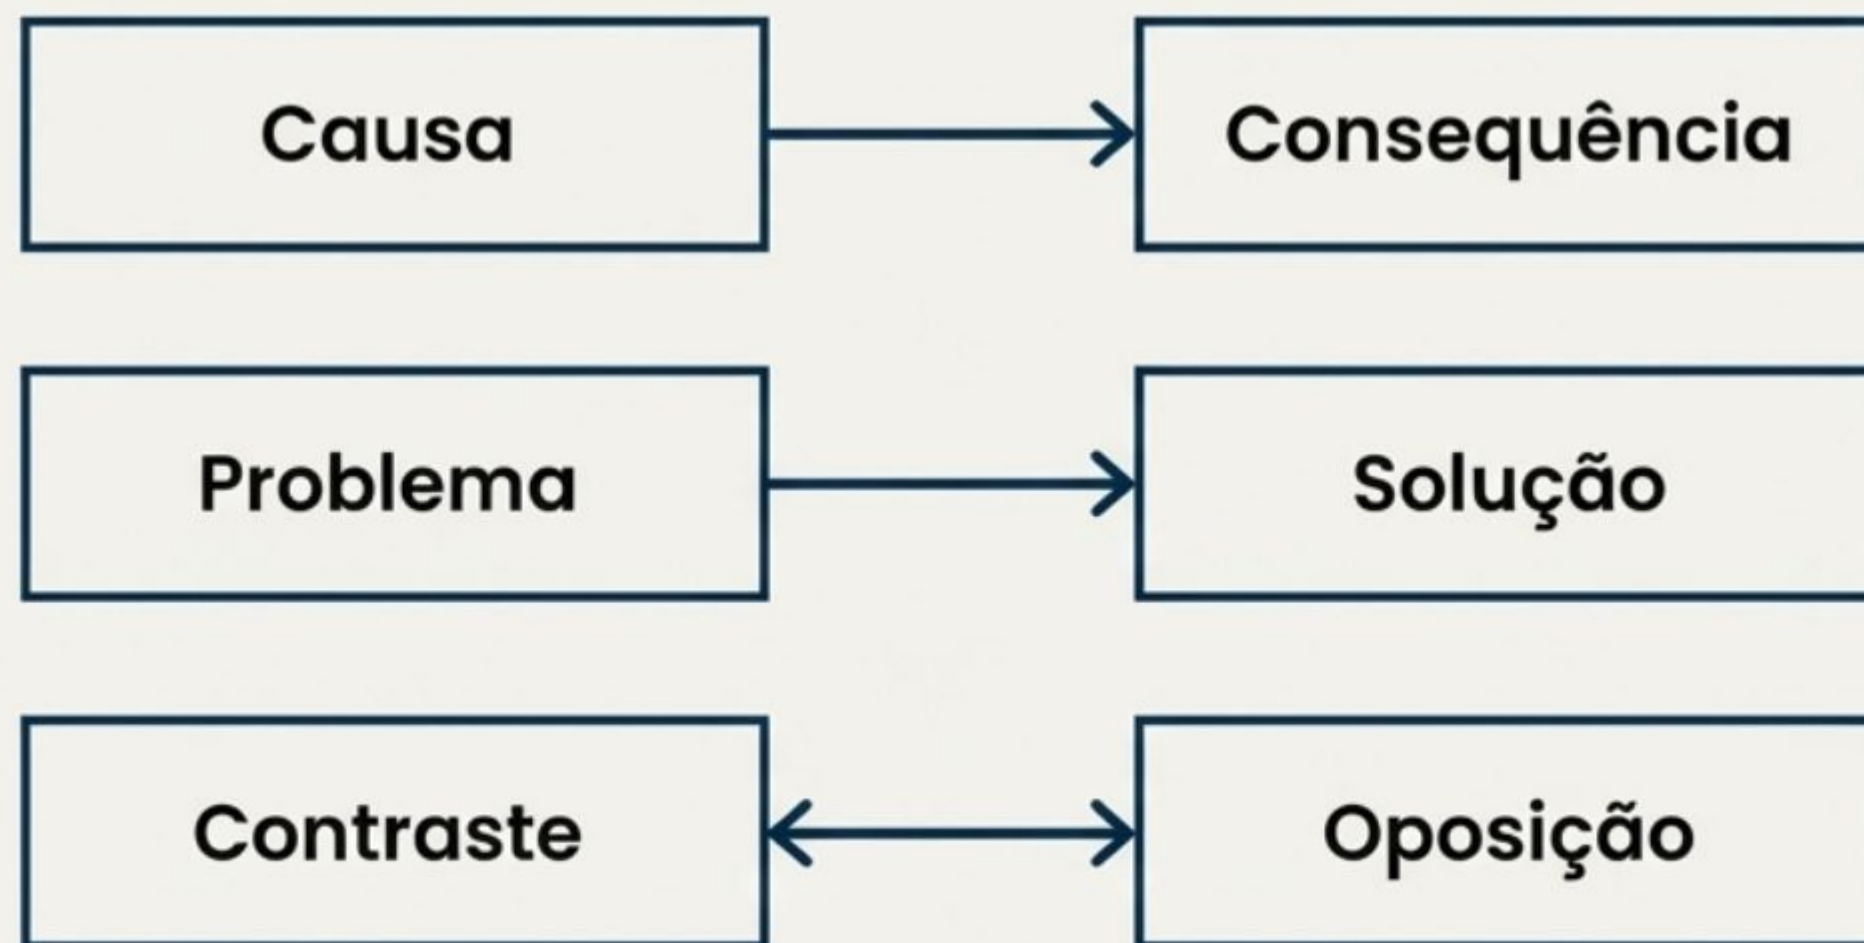 Causa
Consequência
Problema
Solução
Contraste
Oposição